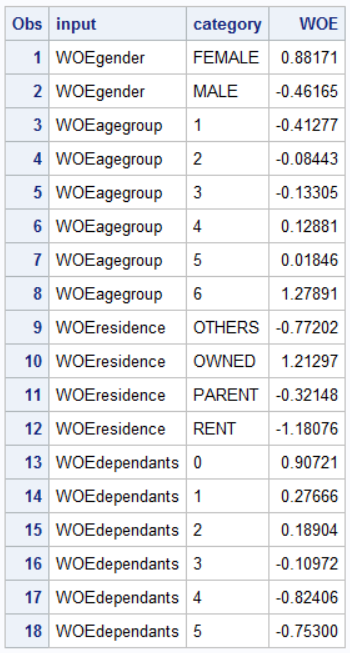 Obs input category WOE
1 WOEgender FEMALE 0.88171
2 WOEgender MALE -0.46165
3 WOEagegroup 1 -0.41277
4 WOEagegroup 2 -0.08443
5 WOEagegroup 3 -0.13305
6 WOEagegroup 4 0.12881
7 WOEagegroup 5 0.01846
8 WOEagegroup 6 1.27891
9 WOEresidence OTHERS -0.77202
10 WOEresidence OWNED 1.21297
11 WOEresidence PARENT -0.32148
12 WOEresidence RENT -1.18076
13 WOEdependants 0 0.90721
14 WOEdependants 1 0.27666
15 WOEdependants 2 0.18904
16 WOEdependants 3 -0.10972
17 WOEdependants 4 -0.82406
18 WOEdependants 5 -0.75300